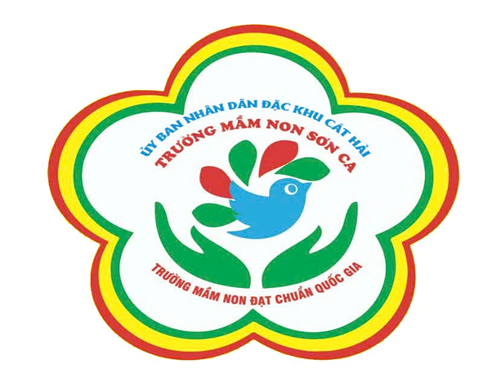 ỦY BAN NHÂN DÂN ĐẶC KHU CÁT HẢI
TRƯỜNG MẦM NON SƠN CA
TRƯỜNG MẦM NON ĐẠT CHUẨN QUỐC GIA